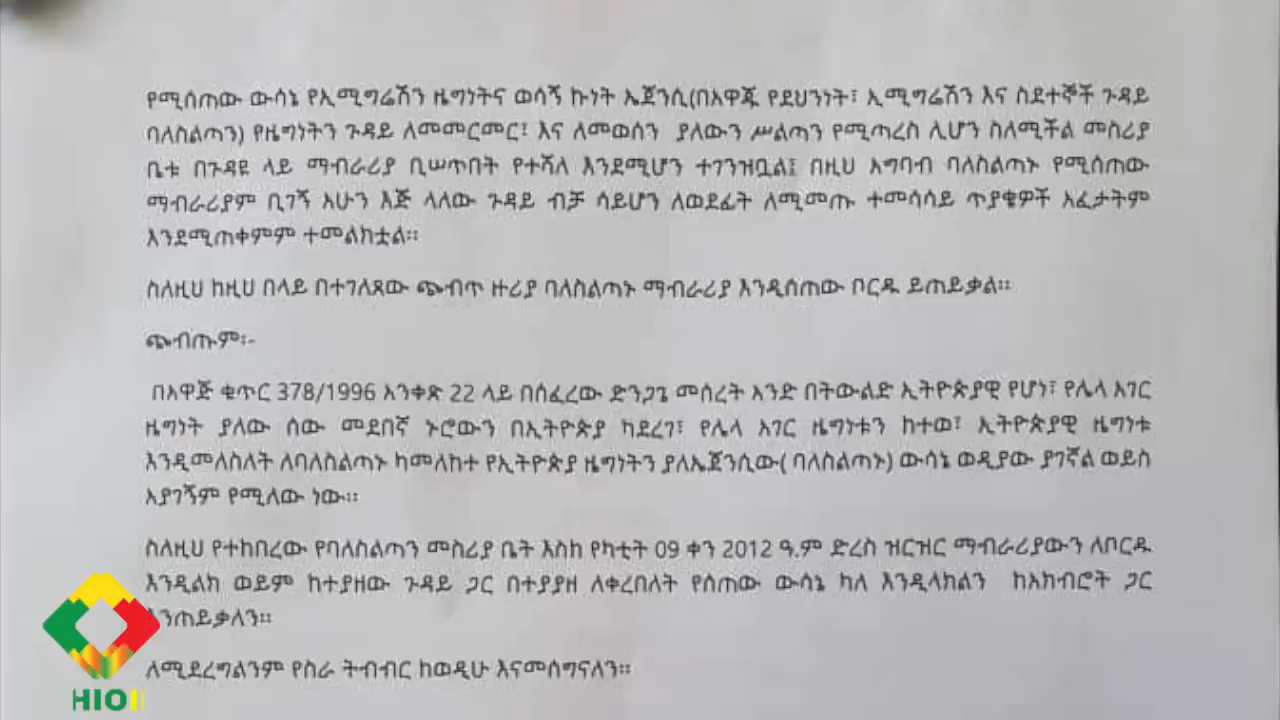 የሚሰጠው ውሳኔ የኢሚግሬሽን ዜግነትና ወሳኝ ኩነት ኤጀንሲ(በአዋጁ የደህንነት፣ ኢሚግሬሽን እና ስደተኞች ጉዳይ
ባለስልጣን) የዜግነትን ጉዳይ ለመመርመር፣ እና ለመወሰን ያለውን ሥልጣን የሚጣረስ ሊሆን ስለሚችል መስሪያ
ቤቱ በጉዳዩ ላይ ማብራሪያ ቢሠጥበት የተሻለ እንደሚሆን ተገንዝቧል፤ በዚህ አግባብ ባለስልጣኑ የሚሰጠው
ማብራሪያም ቢገኝ አሁን እጅ ላለው ጉዳይ ብቻ ሳይሆን ለወደፊት ለሚመጡ ተመሳሳይ ጥያቄዎች አፈታትም
እንደሚጠቀምም ተመልክቷል።
ስለዚህ ከዚህ በላይ በተገለጸው ጭብጥ ዙሪያ ባለስልጣኑ ማብራሪያ እንዲሰጠው ቦርዱ ይጠይቃል።
ጭብጡም፡-
በአዋጅ ቁጥር 378/1996 አንቀጽ 22 ላይ በሰፈረው ድንጋጌ መሰረት አንድ በትውልድ ኢትዮጵያዊ የሆነ፣ የሌላ አገር
ዜግነት ያለው ሰው መደበኛ ኑሮውን በኢትዮጵያ ካደረገ፣ የሌላ አገር ዜግነቱን ከተወ፣ ኢትዮጵያዊ ዜግነቱ
እንዲመለስለት ለባለስልጣኑ ካመለከተ የኢትዮጵያ ዜግነትን ያለኤጀንሲው( ባለስልጣኑ) ውሳኔ ወዲያው ያገኛል ወይስ
አያገኝም የሚለው ነው።
ስለዚህ የተከበረው የባለስልጣን መስሪያ ቤት እስከ የካቲት 09 ቀን 2012 ዓ.ም ድረስ ዝርዝር ማብራሪያውን ለቦርዱ
እንዲልክ ወይም ከተያዘው ጉዳይ ጋር በተያያዘ ለቀረበለት የሰጠው ውሳኔ ካለ እንዲላክልን ከአክብሮት ጋር
እንጠይቃለን።
ለሚደረግልንም የስራ ትብብር ከወዲሁ እናመሰግናለን።
HIO